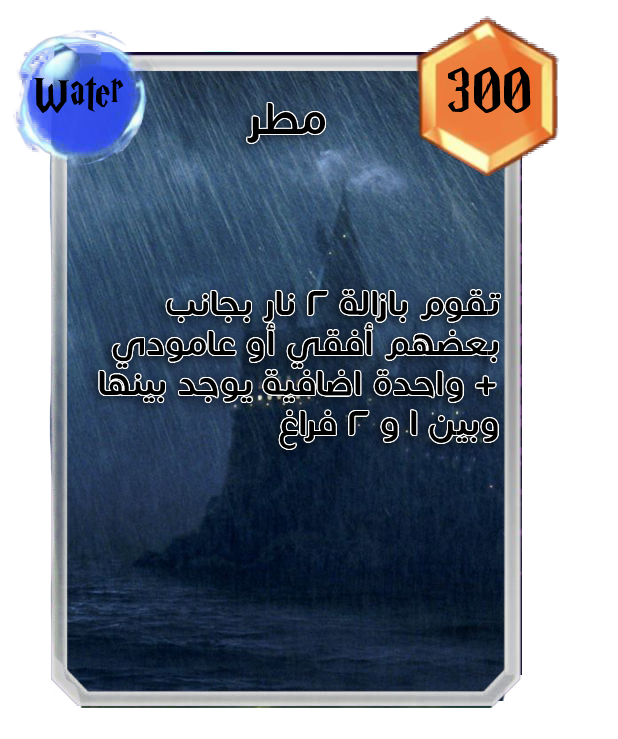 Water
300
مطر
تقوم بازالة ٢ نار بجانب
بعضهم أفقي أو عامودي
+ واحدة اضافية يوجد بينها
وبين ١ و ٢ فراغ